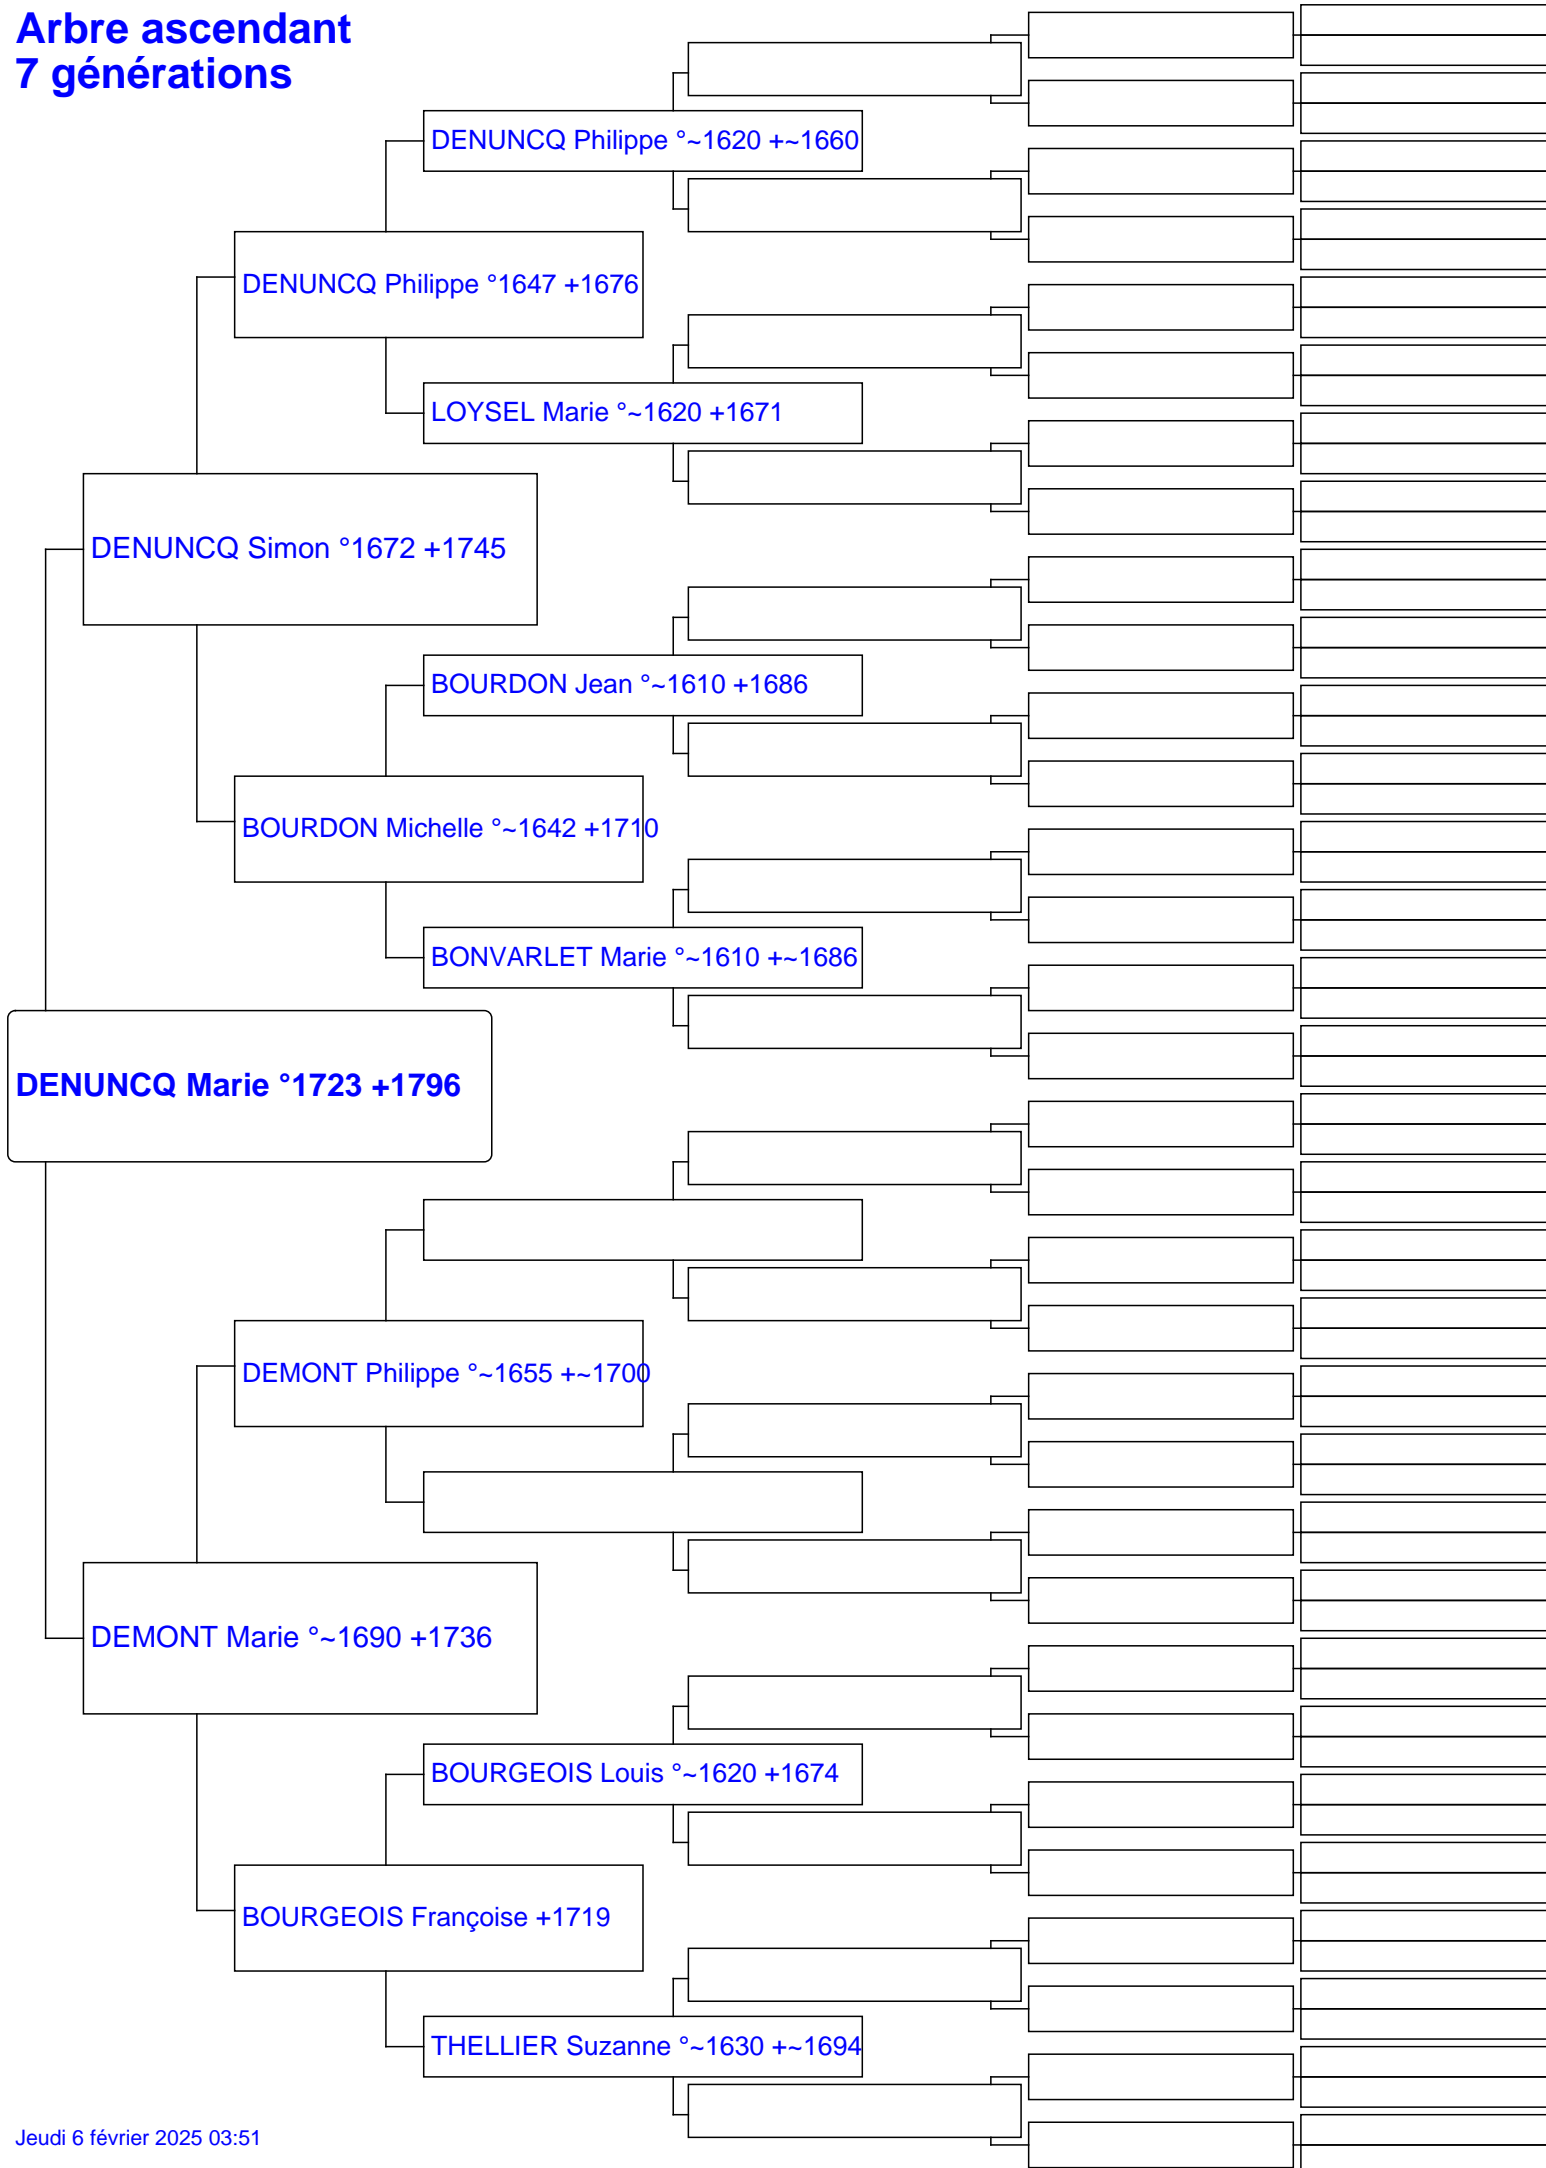 Arbre ascendant
7 générations
DENUNCQ Philippe °~1620 +~1660
DENUNCQ Philippe °1647 +1676
LOYSEL Marie °~1620 +1671
DENUNCQ Simon °1672 +1745
BOURDON Jean °~1610 +1686
BOURDON Michelle °~1642 +1710
BONVARLET Marie °~1610 +~1686
DENUNCQ Marie °1723 +1796
DEMONT Philippe °~1655 +~1700
DEMONT Marie °~1690 +1736
BOURGEOIS Louis °~1620 +1674
BOURGEOIS Françoise +1719
THELLIER Suzanne °~1630 +~1694
Jeudi 6 février 2025 03:51